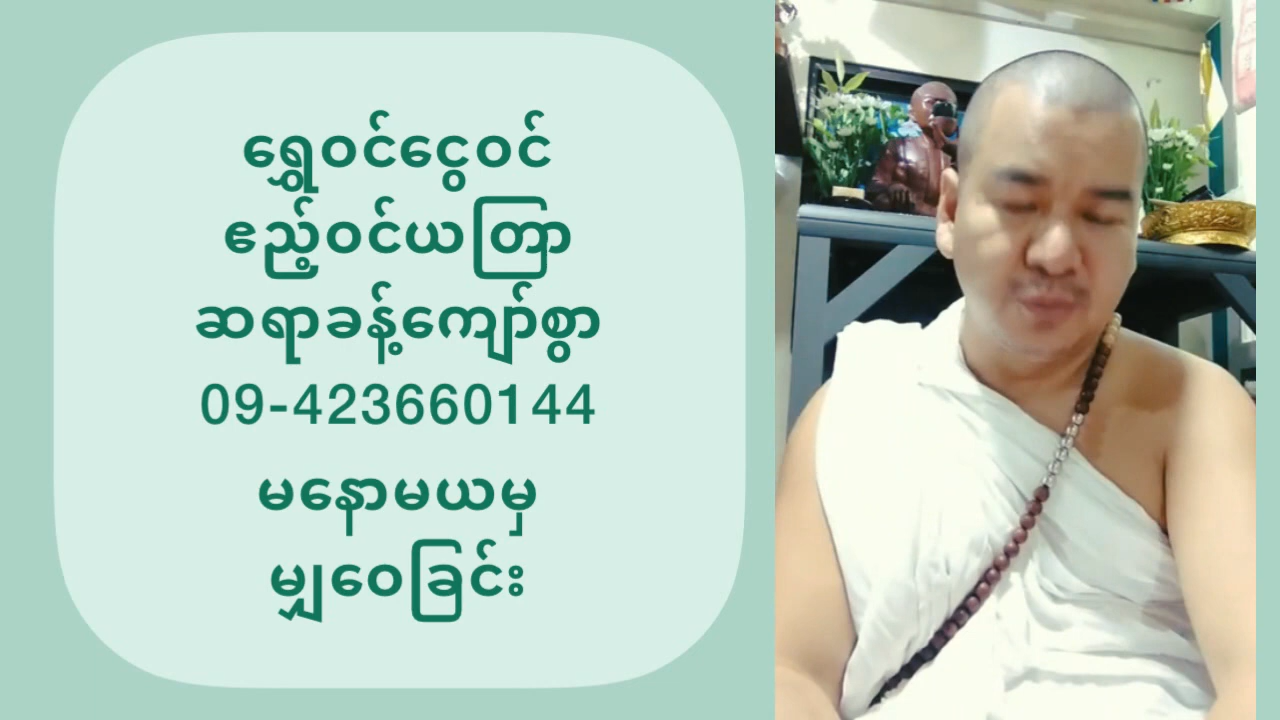 ရွှေဝင်ငွေဝင်
ဧည့်ဝင်ယတြာ
ဆရာခန့်ကျော်စွာ
09-423660144
မနောမယမှ
မျှဝေခြင်း